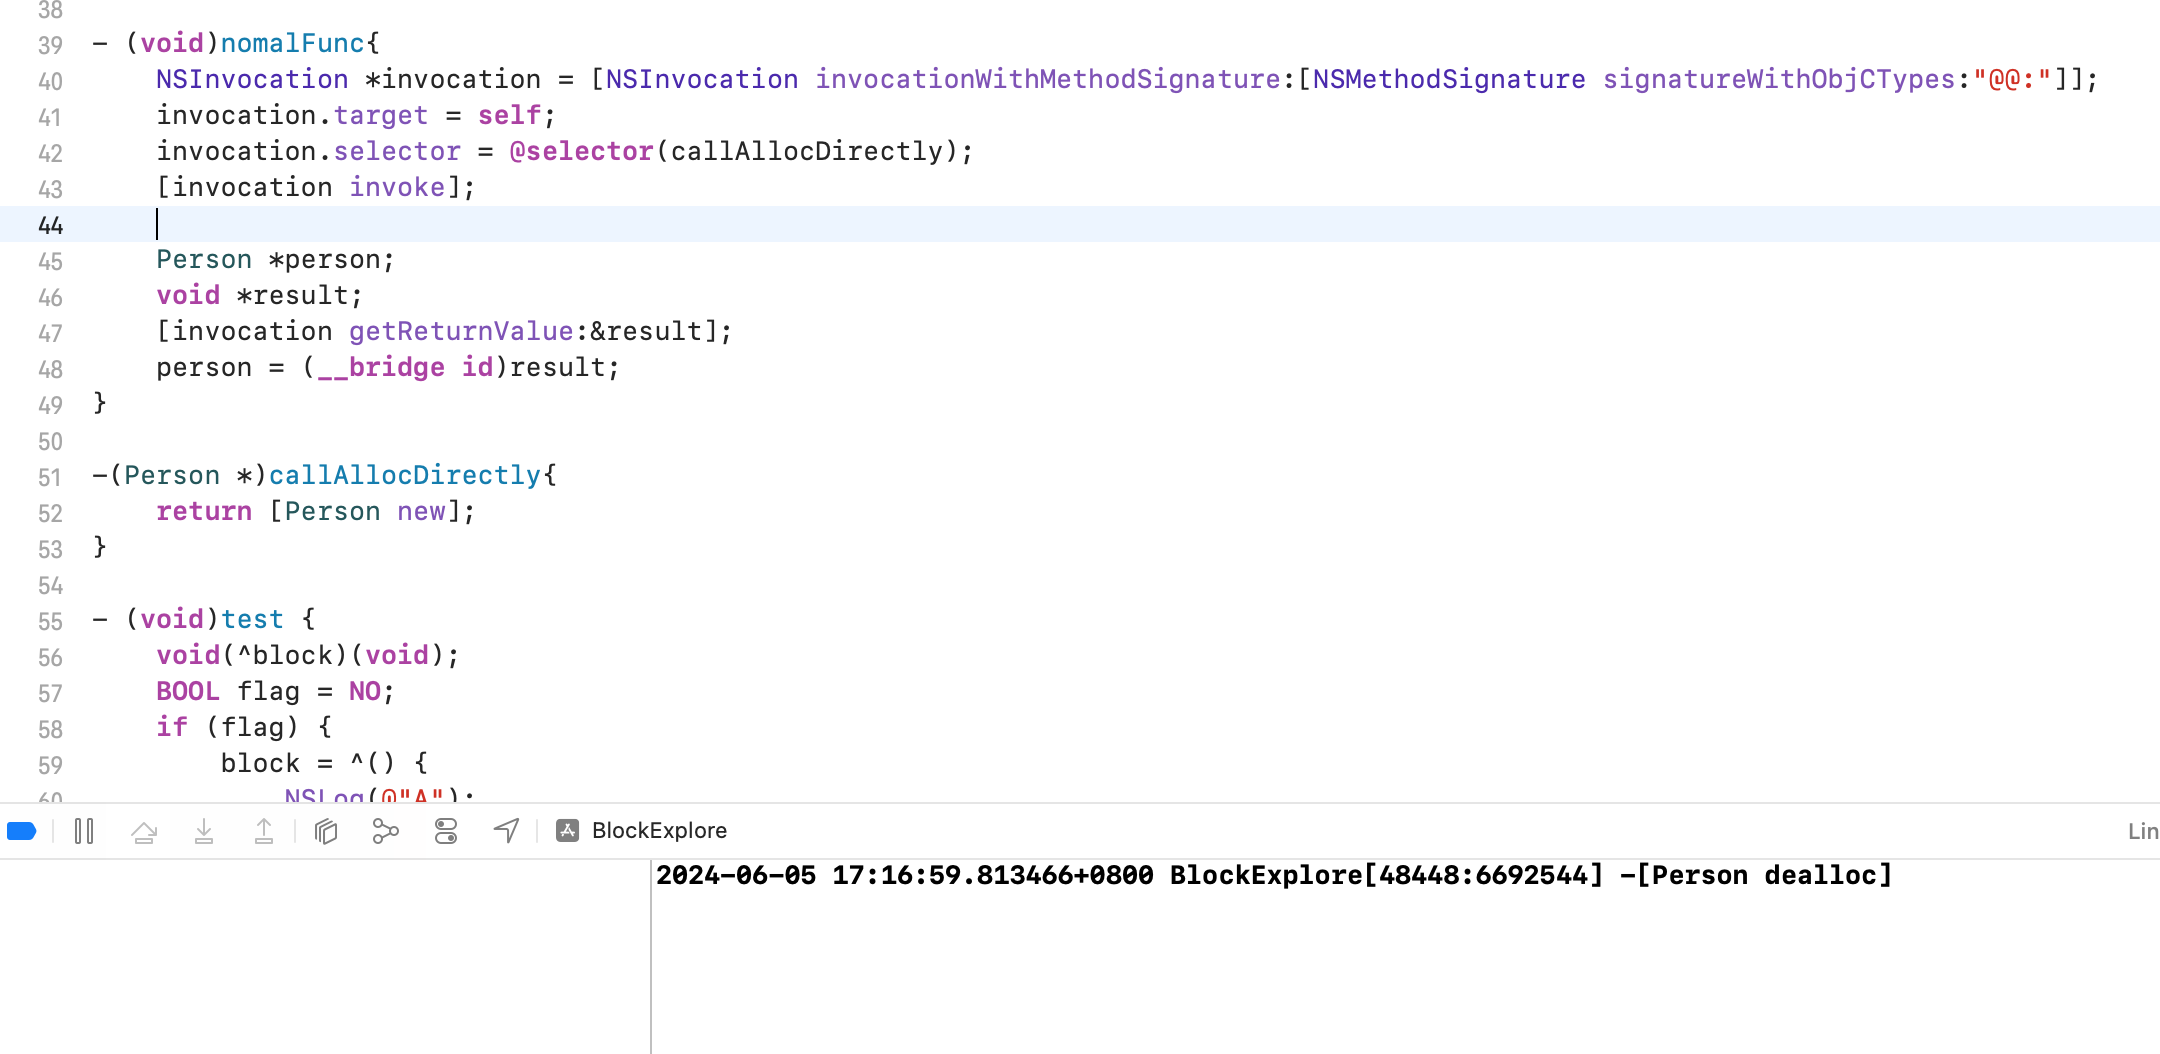 38
39 - (void)nomalFunc{
40 NSInvocation *invocation = [NSInvocation invocationWithMethodSignature:[NSMethodSignature signatureWithObjCTypes:"@@:"]];
41 invocation.target = self;
42 invocation.selector = @selector(callAllocDirectly);
43 [invocation invoke];
44
45 Person *person;
46 void *result;
47 [invocation getReturnValue:&result];
48 person = (__bridge id)result;
49 }
50
51 -(Person *)callAllocDirectly{
52 return [Person new];
53 }
54
55 - (void)test {
56 void(^block)(void);
57 BOOL flag = NO;
58 if (flag) {
59 block = ^() {
60 NSLog(@"A");
BlockExplore
Lin
2024-06-05 17:16:59.813466+0800 BlockExplore[48448:6692544] -[Person dealloc]